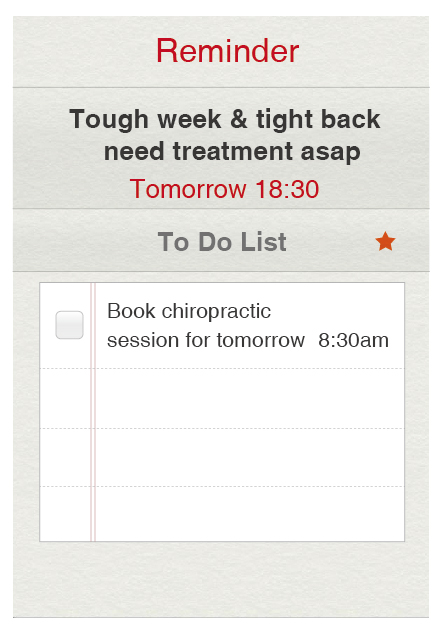 Reminder
Tough week & tight back
need treatment asap
Tomorrow 18:30
To Do List
Book chiropractic
session for tomorrow 8:30am